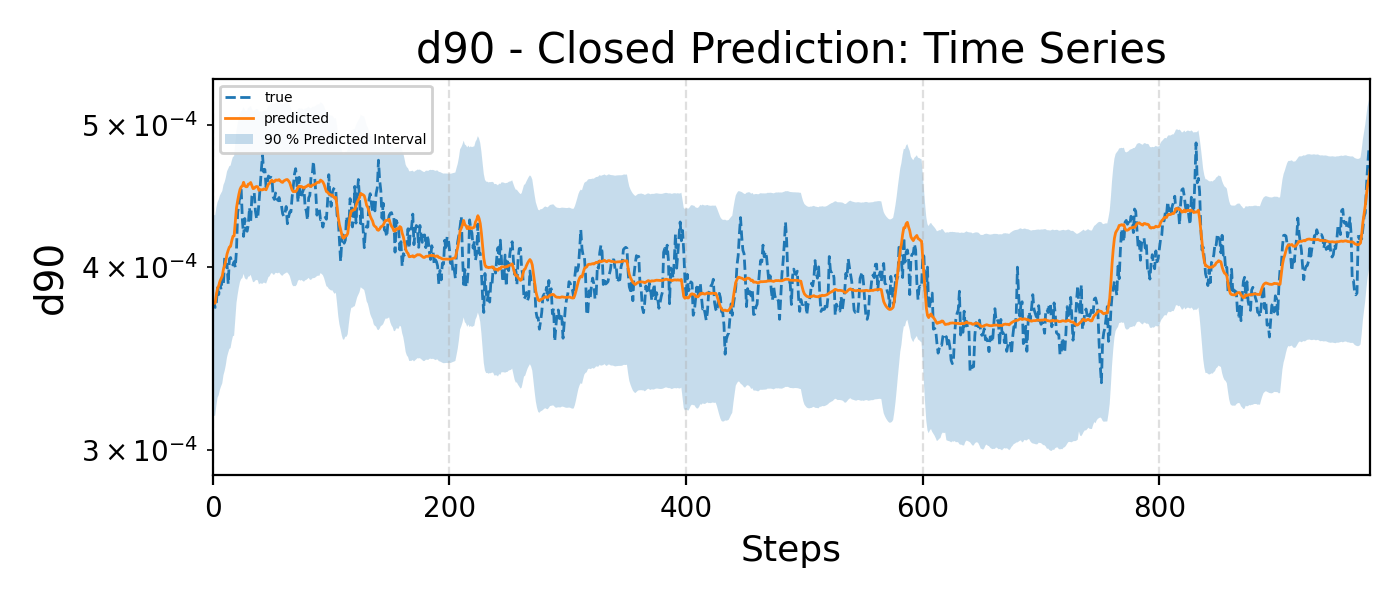 d90 - Closed Prediction: Time Series
true
predicted
90 % Predicted Interval
5 × 10⁻⁴
4 × 10⁻⁴
3 × 10⁻⁴
d90
0 200 400 600 800
Steps